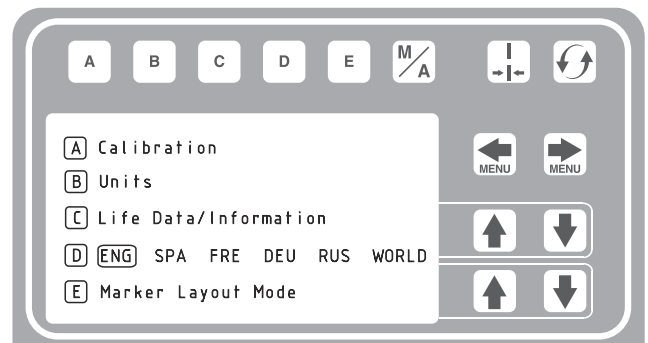 A B C D E M/A
MENU MENU
A Calibration
B Units
C Life Data/Information
D ENG SPA FRE DEU RUS WORLD
E Marker Layout Mode